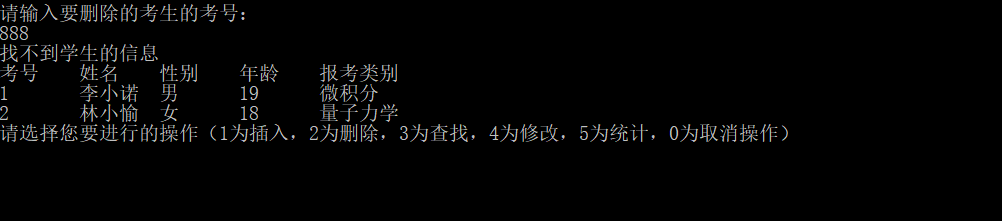 请输入要删除的考生的考号：
888
找不到学生的信息
考号 姓名 性别 年龄 报考类别
1 李小诺 男 19 微积分
2 林小愉 女 18 量子力学
请选择您要进行的操作（1为插入，2为删除，3为查找，4为修改，5为统计，0为取消操作）